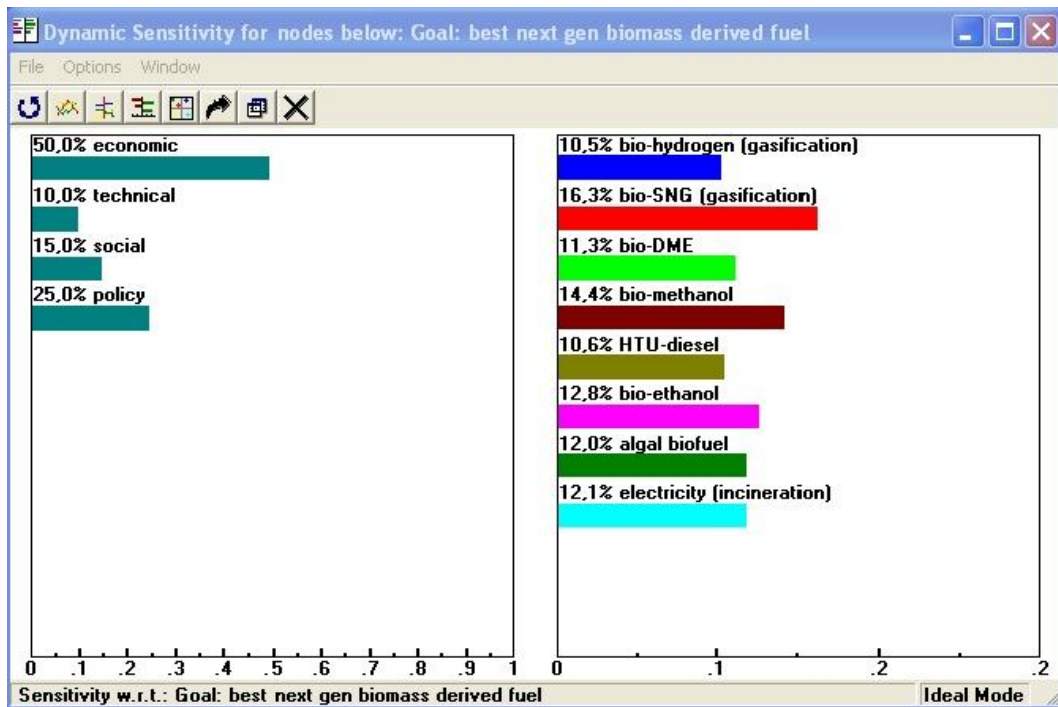 Dynamic Sensitivity for nodes below: Goal: best next gen biomass derived fuel
File Options Window
50,0% economic
10,0% technical
15,0% social
25,0% policy
0 .1 .2 .3 .4 .5 .6 .7 .8 .9 1
10,5% bio-hydrogen (gasification)
16,3% bio-SNG (gasification)
11,3% bio-DME
14,4% bio-methanol
10,6% HTU-diesel
12,8% bio-ethanol
12,0% algal biofuel
12,1% electricity (incineration)
0 .1 .2 .2
Sensitivity w.r.t.: Goal: best next gen biomass derived fuel
Ideal Mode